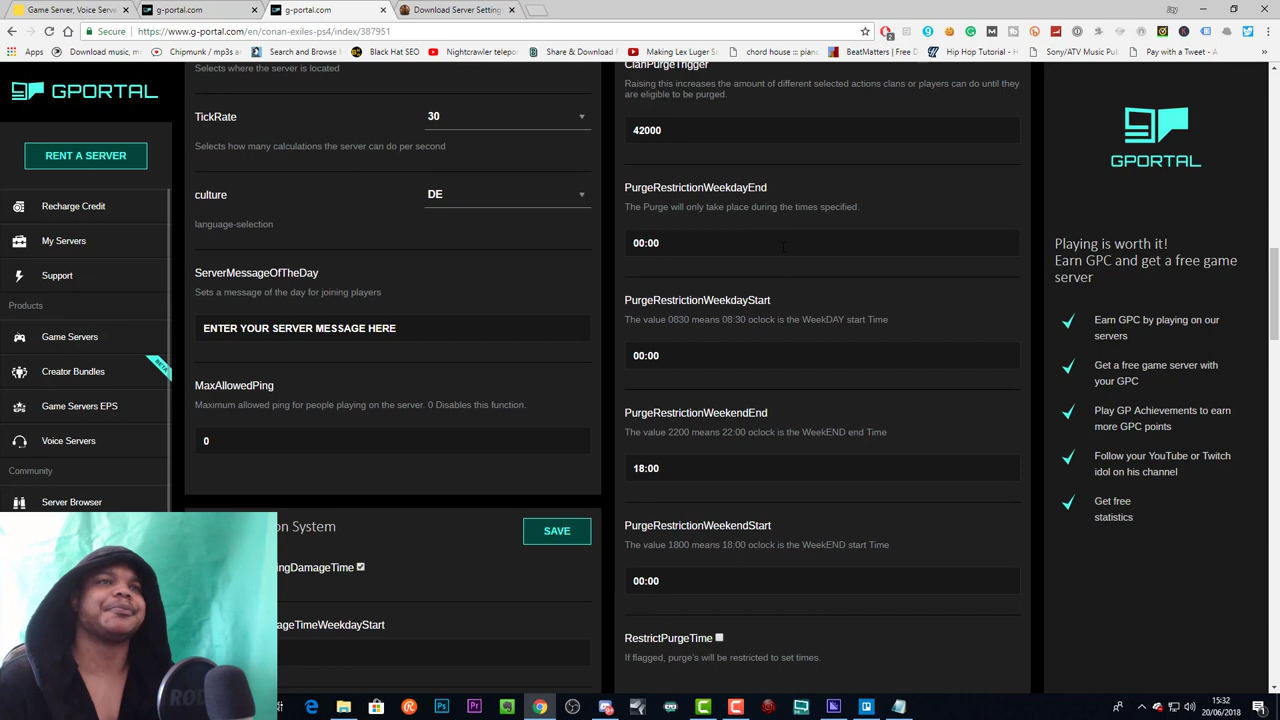 Game Server, Voice Serve
g-portal.com
g-portal.com
Download Server Setting
Secure
https://www.g-portal.com/en/conan-exiles-ps4/index/387951
Apps
Download music, m
Chipmunk / mp3s
Search and Browse M
Black Hat SEO
Nightcrawler telepor
Share & Download F
Making Lex Lu
chord house ::: piano
BeatMatters | Free D
Hip Hop Tutorial - H
Sony/ATV Music Pub
Pay with a Tweet - A
GPORTAL
RENT A SERVER
Recharge Credit
My Servers
Support
Products
Game Servers
Creator Bundles
BETA
Game Servers EPS
Voice Servers
Community
Server Browser
Selects where the server is located
TickRate
30
Selects how many calculations the server can do per second
culture
DE
language-selection
ServerMessageOfTheDay
Sets a message of the day for joining players
ENTER YOUR SERVER MESSAGE HERE
MaxAllowedPing
Maximum allowed ping for people playing on the server. 0 Disables this function.
0
on System
SAVE
ngDamageTime
ageTimeWeekdayStart
ClanPurgeTrigger
Raising this increases the amount of different selected actions clans or players can do until they
are eligible to be purged.
42000
PurgeRestrictionWeekdayEnd
The Purge will only take place during the times specified.
00:00
PurgeRestrictionWeekdayStart
The value 0830 means 08:30 oclock is the WeekDAY start Time
00:00
PurgeRestrictionWeekendEnd
The value 2200 means 22:00 oclock is the WeekEND end Time
18:00
PurgeRestrictionWeekendStart
The value 1800 means 18:00 oclock is the WeekEND start Time
00:00
RestrictPurgeTime
If flagged, purge's will be restricted to set times.
GPORTAL
Playing is worth it!
Earn GPC and get a free game
server
Earn GPC by playing on our
servers
Get a free game server with
your GPC
Play GP Achievements to earn
more GPC points
Follow your YouTube or Twitch
idol on his channel
Get free
statistics
15:32
20/06/2018